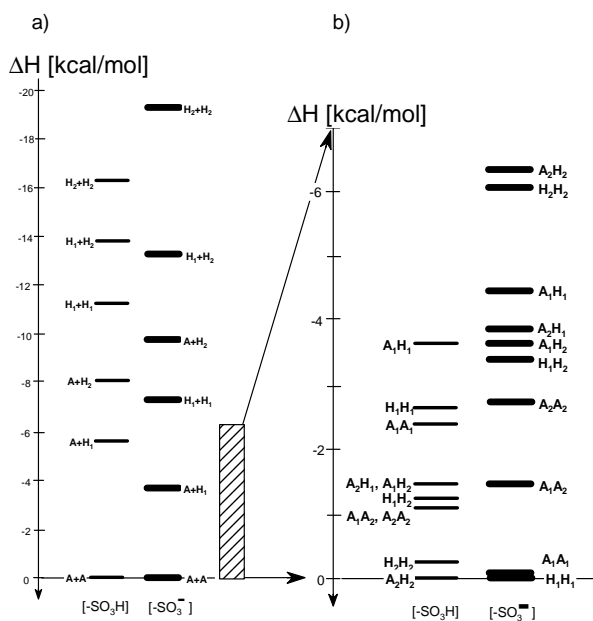 a)
ΔH [kcal/mol]
-20
-18
-16
-14
-12
-10
-8
-6
-4
-2
0
H₂+H₂
H₁+H₂
H₁+H₁
A+H₂
A+H₁
A+A
[-SO₃H]
H₂+H₂
H₁+H₂
A+H₂
H₁+H₁
A+H₁
A+A
[-SO₃⁻]
b)
ΔH [kcal/mol]
-6
-4
-2
0
A₁H₁
H₁H₁
A₁A₁
A₂H₁, A₁H₂
H₁H₂
A₁A₂, A₂A₂
H₂H₂
A₂H₂
[-SO₃H]
A₂H₂
H₂H₂
A₁H₁
A₂H₁
A₁H₂
H₁H₂
A₂A₂
A₁A₂
A₁A₁
H₁H₁
[-SO₃⁻]